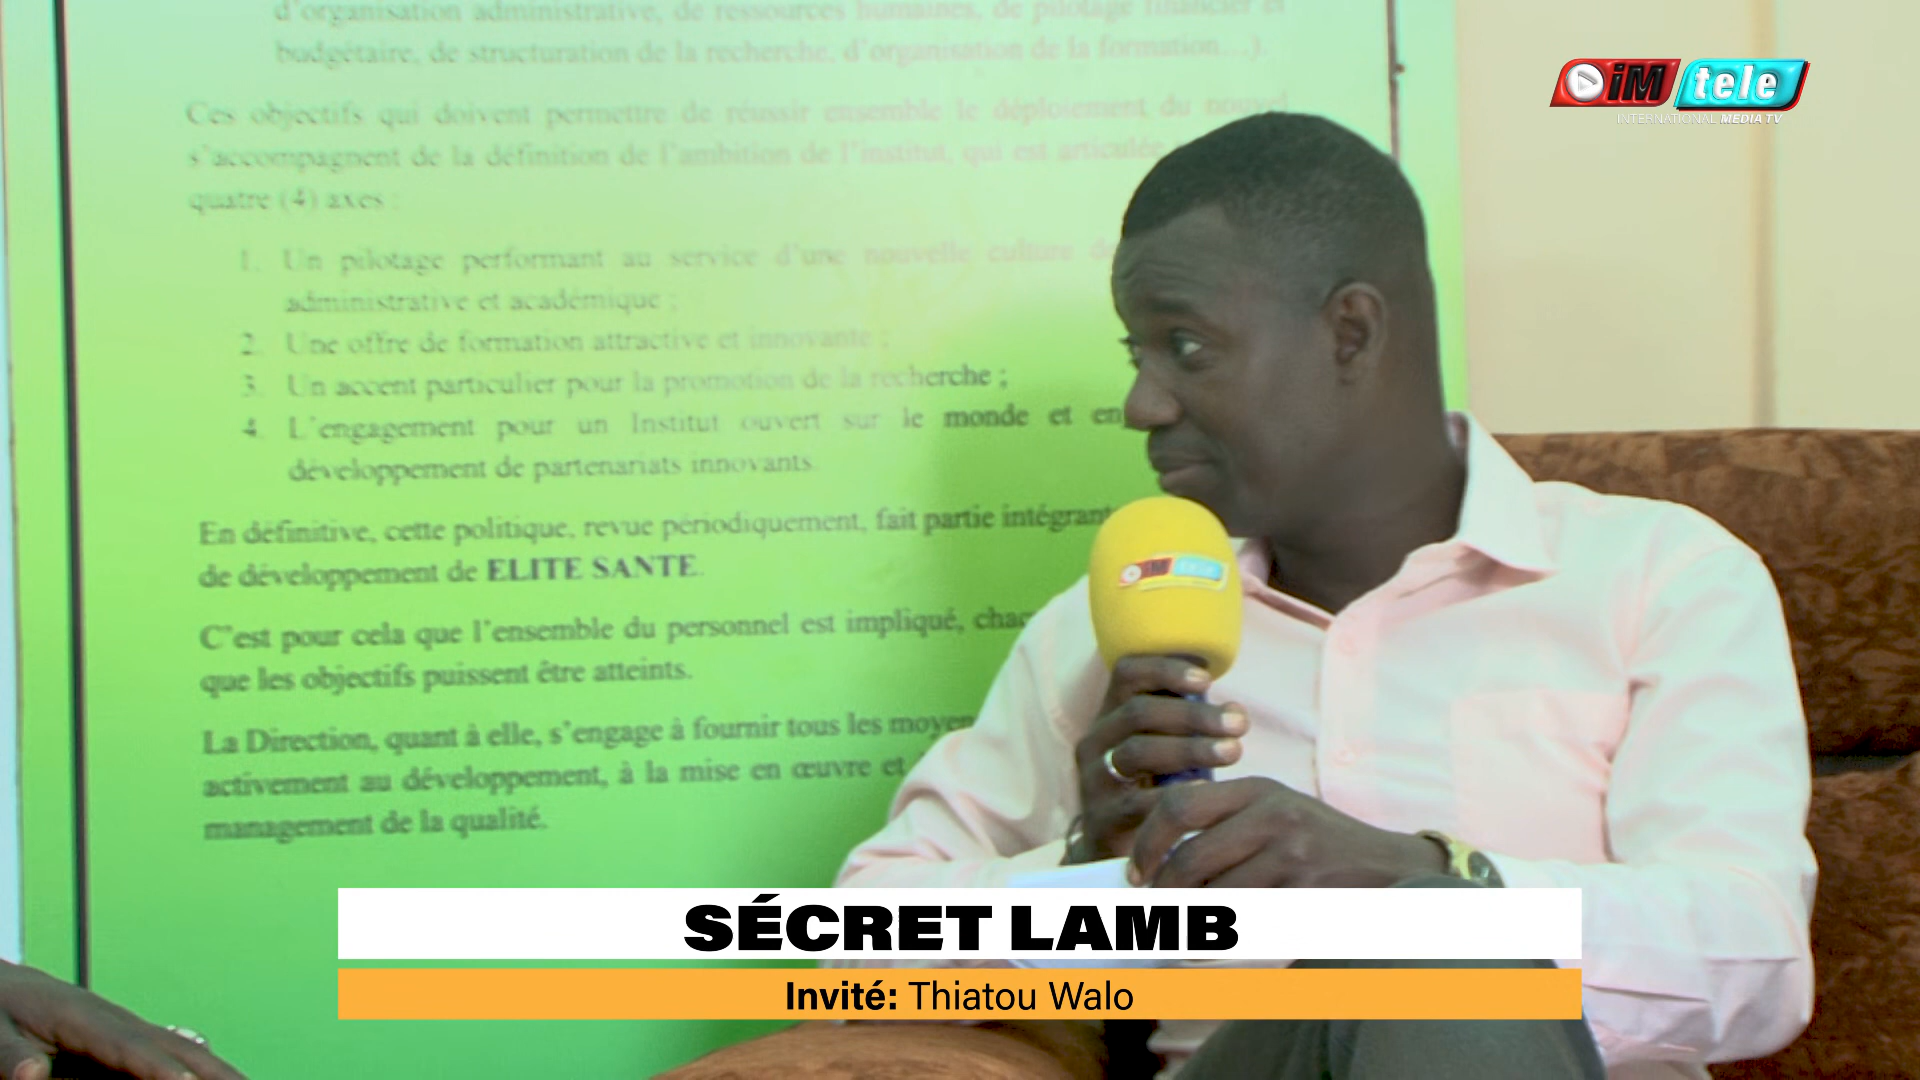 d'organisation administrative, de ressources humaines, de pilotage financier et
budgétaire, de structuration de la recherche, d'organisation de la formation…).
iM tele
INTERNATIONAL MEDIA TV
Ces objectifs qui doivent permettre de réussir ensemble le déploiement du nouvel
s'accompagnent de la définition de l'ambition de l'institut, qui est articulée
quatre (4) axes :
1. Un pilotage performant au service d'une nouvelle culture de
administrative et académique ;
2. Une offre de formation attractive et innovante ;
3. Un accent particulier pour la promotion de la recherche ;
4. L'engagement pour un Institut ouvert sur le monde et en
développement de partenariats innovants.
En définitive, cette politique, revue périodiquement, fait partie intégrant
de développement de ELITE SANTE.
iM tele
C'est pour cela que l'ensemble du personnel est impliqué, chac
que les objectifs puissent être atteints.
La Direction, quant à elle, s'engage à fournir tous les moyen
activement au développement, à la mise en œuvre et
management de la qualité.
SÉCRET LAMB
Invité: Thiatou Walo